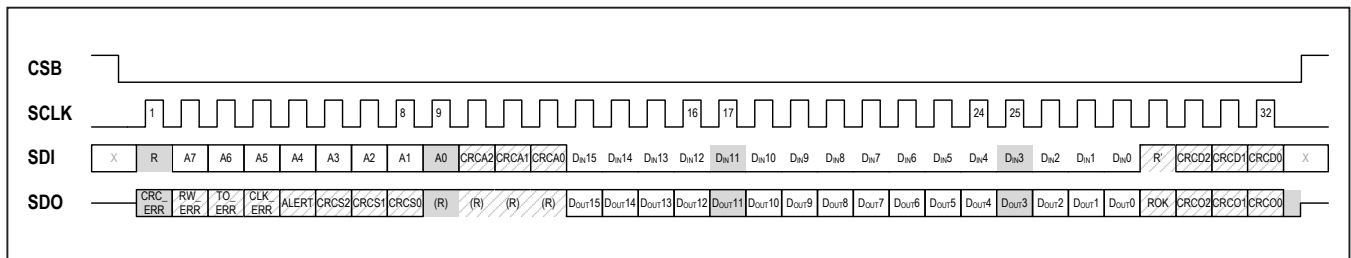 CSB
SCLK 1 8 9 16 17 24 25 32
SDI X R A7 A6 A5 A4 A3 A2 A1 A0 CRCA2 CRCA1 CRCA0 DIN15 DIN14 DIN13 DIN12 DIN11 DIN10 DIN9 DIN8 DIN7 DIN6 DIN5 DIN4 DIN3 DIN2 DIN1 DIN0 R' CRCD2 CRCD1 CRCD0 X
SDO CRC_ERR RW_ERR TO_ERR CLK_ERR ALERT CRCS2 CRCS1 CRCS0 (R) (R) (R) (R) DOUT15 DOUT14 DOUT13 DOUT12 DOUT11 DOUT10 DOUT9 DOUT8 DOUT7 DOUT6 DOUT5 DOUT4 DOUT3 DOUT2 DOUT1 DOUT0 ROK CRCO2 CRCO1 CRCO0